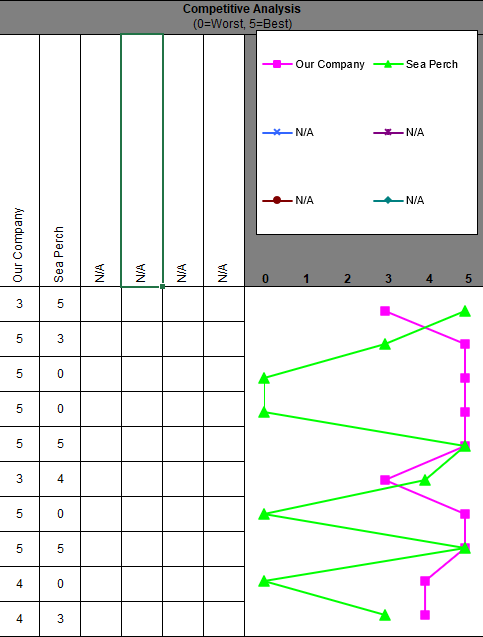 Competitive Analysis
(0=Worst, 5=Best)
Our Company
Sea Perch
N/A
N/A
N/A
N/A
Our Company Sea Perch
N/A N/A
N/A N/A
0 1 2 3 4 5
3 5
5 3
5 0
5 0
5 5
3 4
5 0
5 5
4 0
4 3